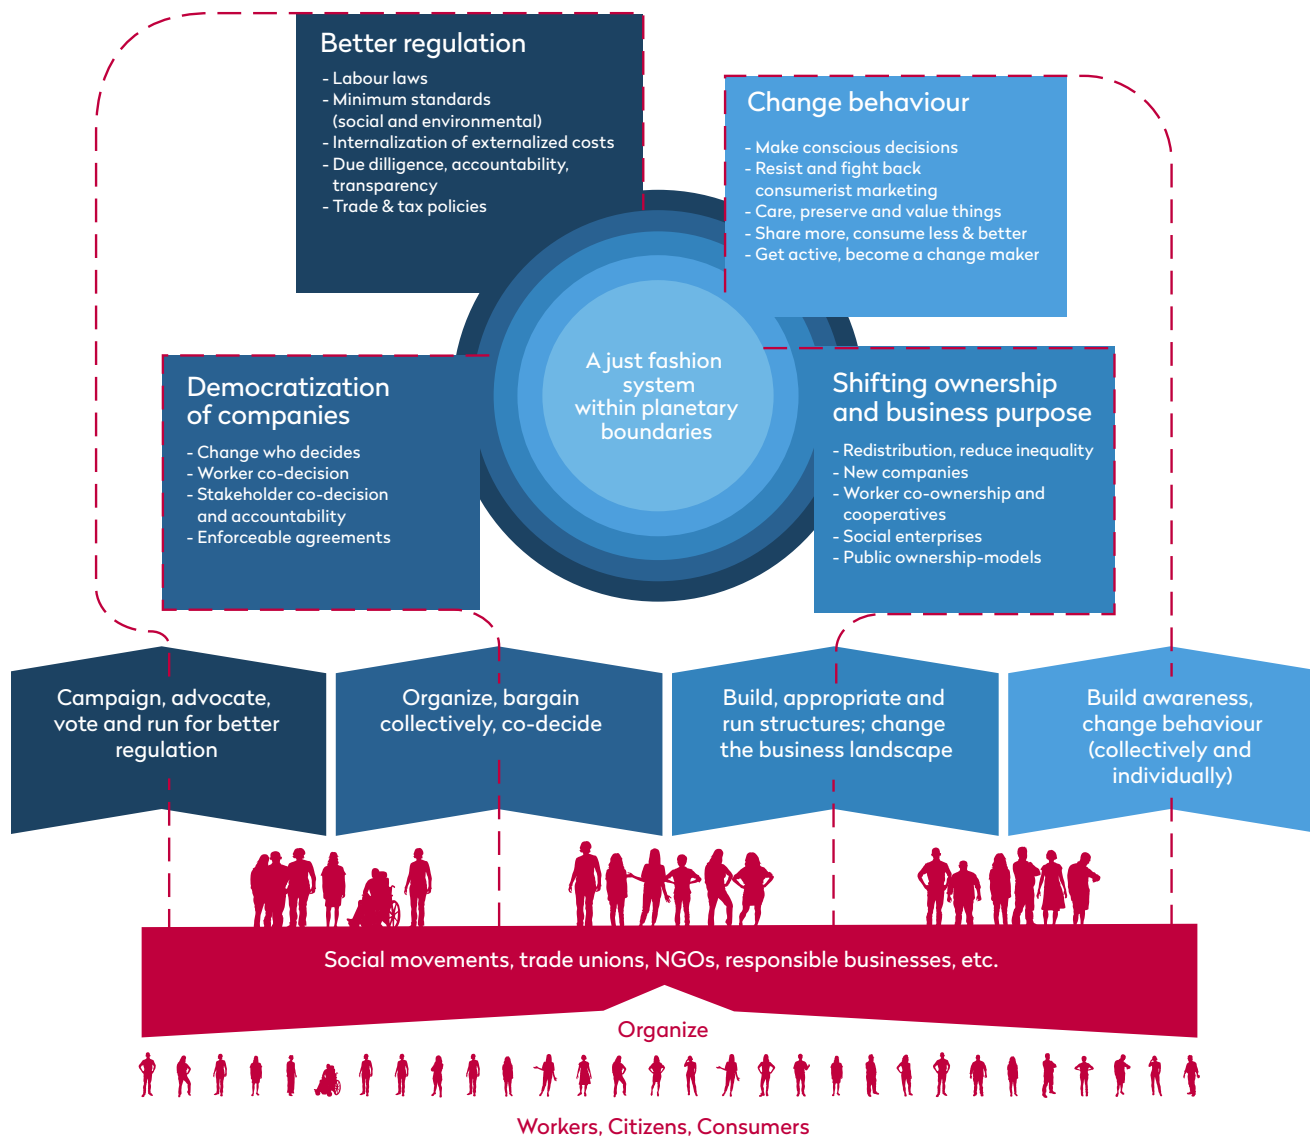 Better regulation
- Labour laws
- Minimum standards
(social and environmental)
- Internalization of externalized costs
- Due dilligence, accountability,
transparency
- Trade & tax policies
Change behaviour
- Make conscious decisions
- Resist and fight back
consumerist marketing
- Care, preserve and value things
- Share more, consume less & better
- Get active, become a change maker
A just fashion
system
within planetary
boundaries
Democratization
of companies
- Change who decides
- Worker co-decision
- Stakeholder co-decision
and accountability
- Enforceable agreements
Shifting ownership
and business purpose
- Redistribution, reduce inequality
- New companies
- Worker co-ownership and
cooperatives
- Social enterprises
- Public ownership-models
Campaign, advocate,
vote and run for better
regulation
Organize, bargain
collectively, co-decide
Build, appropriate and
run structures; change
the business landscape
Build awareness,
change behaviour
(collectively and
individually)
Social movements, trade unions, NGOs, responsible businesses, etc.
Organize
Workers, Citizens, Consumers